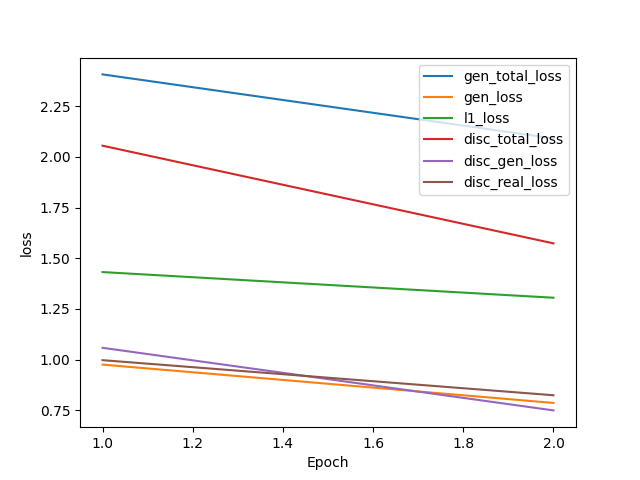 gen_total_loss
gen_loss
l1_loss
disc_total_loss
disc_gen_loss
disc_real_loss
2.25
2.00
1.75
1.50
1.25
1.00
0.75
loss
1.0 1.2 1.4 1.6 1.8 2.0
Epoch